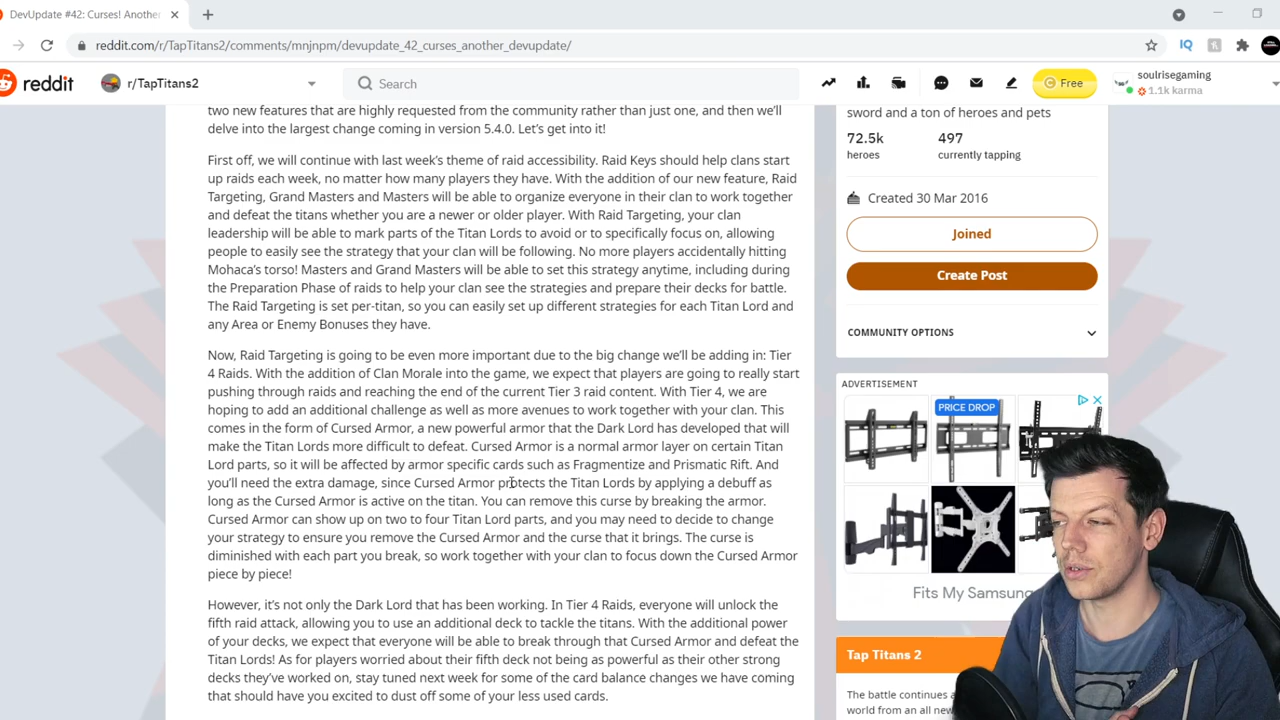 DevUpdate #42: Curses! Another
reddit.com/r/TapTitans2/comments/mnjnpm/devupdate_42_curses_another_devupdate/
IQ
reddit
r/TapTitans2
Search
Free
soulrisegaming
1.1k karma
two new features that are highly requested from the community rather than just one, and then we'll
delve into the largest change coming in version 5.4.0. Let's get into it!
First off, we will continue with last week's theme of raid accessibility. Raid Keys should help clans start
up raids each week, no matter how many players they have. With the addition of our new feature, Raid
Targeting, Grand Masters and Masters will be able to organize everyone in their clan to work together
and defeat the titans whether you are a newer or older player. With Raid Targeting, your clan
leadership will be able to mark parts of the Titan Lords to avoid or to specifically focus on, allowing
people to easily see the strategy that your clan will be following. No more players accidentally hitting
Mohaca's torso! Masters and Grand Masters will be able to set this strategy anytime, including during
the Preparation Phase of raids to help your clan see the strategies and prepare their decks for battle.
The Raid Targeting is set per-titan, so you can easily set up different strategies for each Titan Lord and
any Area or Enemy Bonuses they have.
Now, Raid Targeting is going to be even more important due to the big change we'll be adding in: Tier
4 Raids. With the addition of Clan Morale into the game, we expect that players are going to really start
pushing through raids and reaching the end of the current Tier 3 raid content. With Tier 4, we are
hoping to add an additional challenge as well as more avenues to work together with your clan. This
comes in the form of Cursed Armor, a new powerful armor that the Dark Lord has developed that will
make the Titan Lords more difficult to defeat. Cursed Armor is a normal armor layer on certain Titan
Lord parts, so it will be affected by armor specific cards such as Fragmentize and Prismatic Rift. And
you'll need the extra damage, since Cursed Armor protects the Titan Lords by applying a debuff as
long as the Cursed Armor is active on the titan. You can remove this curse by breaking the armor.
Cursed Armor can show up on two to four Titan Lord parts, and you may need to decide to change
your strategy to ensure you remove the Cursed Armor and the curse that it brings. The curse is
diminished with each part you break, so work together with your clan to focus down the Cursed Armor
piece by piece!
However, it's not only the Dark Lord that has been working. In Tier 4 Raids, everyone will unlock the
fifth raid attack, allowing you to use an additional deck to tackle the titans. With the additional power
of your decks, we expect that everyone will be able to break through that Cursed Armor and defeat the
Titan Lords! As for players worried about their fifth deck not being as powerful as their other strong
decks they've worked on, stay tuned next week for some of the card balance changes we have coming
that should have you excited to dust off some of your less used cards.
sword and a ton of heroes and pets
72.5k
497
heroes
currently tapping
Created 30 Mar 2016
Joined
Create Post
COMMUNITY OPTIONS
ADVERTISEMENT
PRICE DROP
Fits My Samsung
Tap Titans 2
The battle continues a
world from an all new